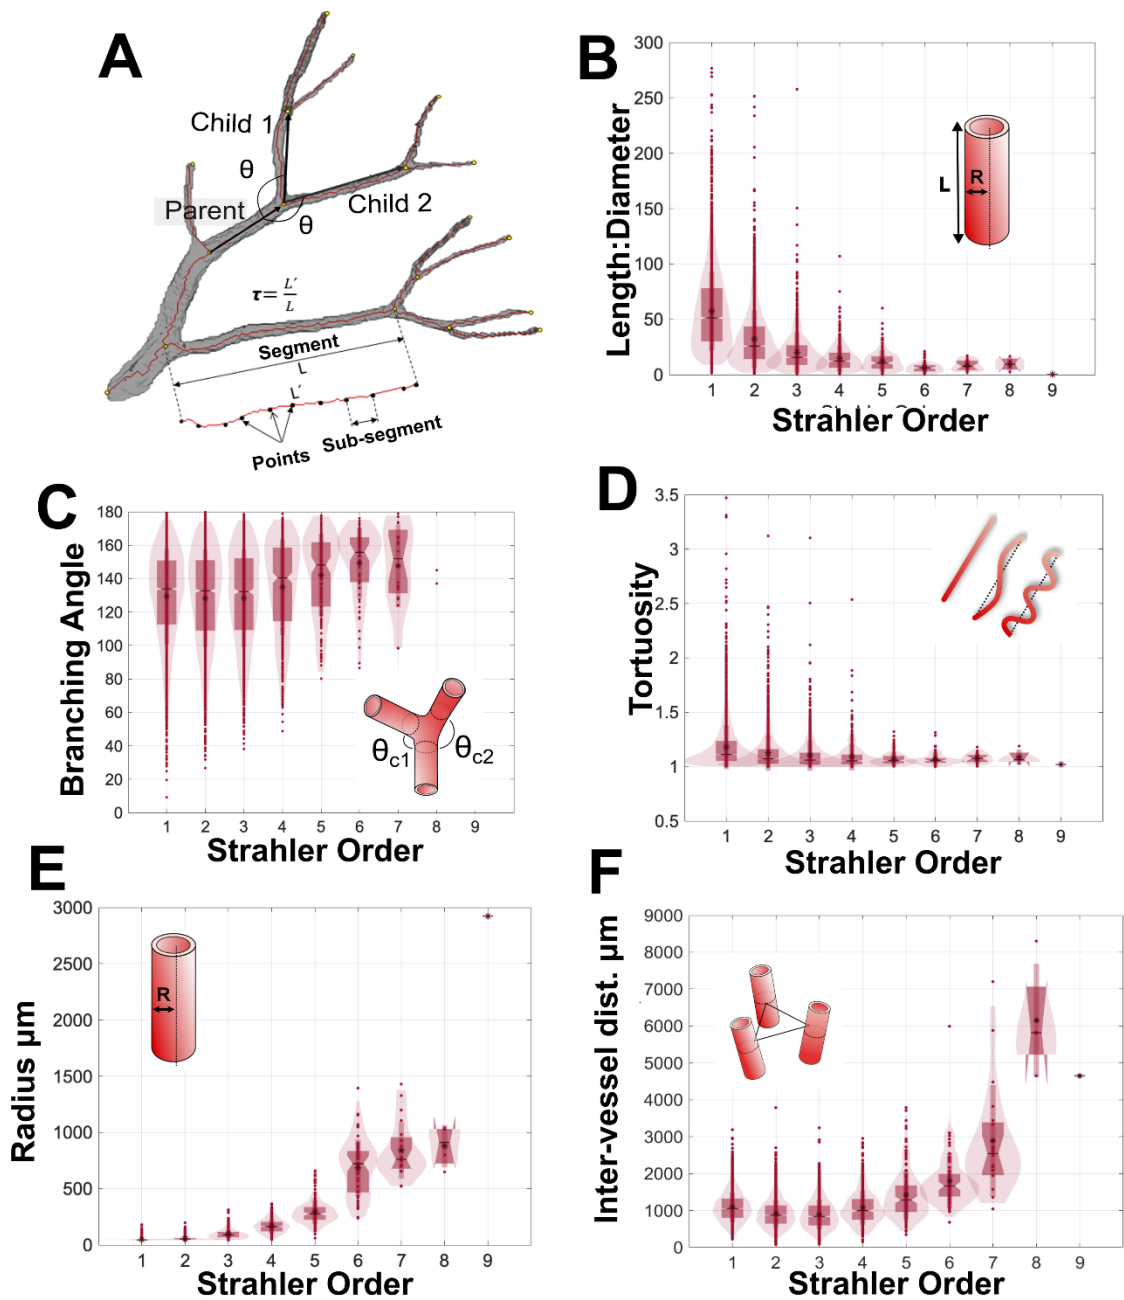 A
Child 1
θ
Parent
Child 2
θ
τ= L′/L
Segment
L
L′
Sub-segment
Points
B
Length:Diameter
300
250
200
150
100
50
0
L
R
1 2 3 4 5 6 7 8 9
Strahler Order
C
Branching Angle
180
160
140
120
100
80
60
40
20
0
θc1
θc2
1 2 3 4 5 6 7 8 9
Strahler Order
D
Tortuosity
3.5
3
2.5
2
1.5
1
0.5
1 2 3 4 5 6 7 8 9
Strahler Order
E
Radius μm
3000
2500
2000
1500
1000
500
0
R
1 2 3 4 5 6 7 8 9
Strahler Order
F
Inter-vessel dist. μm
9000
8000
7000
6000
5000
4000
3000
2000
1000
0
1 2 3 4 5 6 7 8 9
Strahler Order